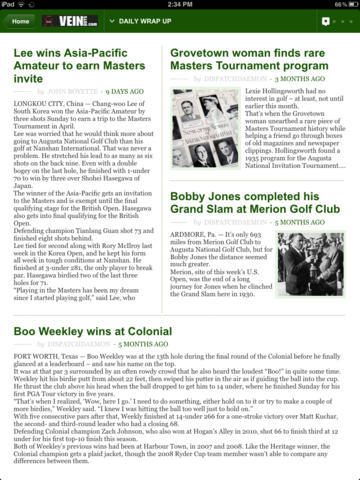 iPad 2:34 PM 66%
Home VEIN .com DAILY WRAP UP
Lee wins Asia-Pacific
Amateur to earn Masters
invite
by JOHN BOYETTE • 9 DAYS AGO
LONGKOU CITY, China — Chang-woo Lee of
South Korea won the Asia-Pacific Amateur by
three shots Sunday to earn a trip to the Masters
Tournament in April.
Lee was worried that he would think more about
going to Augusta National Golf Club than his
golf at Nanshan International. That was never a
problem. He stretched his lead to as many as six
shots on the back nine. Even with a double
bogey on the last hole, he finished with 1-under
70 to win by three over Shohei Hasegawa of
Japan.
The winner of the Asia-Pacific gets an invitation
to the Masters and is exempt until the final
qualifying stage for the British Open. Hasegawa
also gets into final qualifying for the British
Open.
Defending champion Tianlang Guan shot 73 and
finished eight shots behind.
Lee tied for second along with Rory McIlroy last
week in the Korea Open, and he kept his form
all week in tough conditions at Nanshan. He
finished at 3-under 281, the only player to break
par. Hasegawa birdied two of the last three
holes for 71.
"Playing in the Masters has been my dream
since I started playing golf," said Lee, who
Grovetown woman finds rare
Masters Tournament program
by DISPATCHDAEMON • 3 MONTHS AGO
Lexie Hollingsworth had no
interest in golf – at least, not until
earlier this month.
That's when the Grovetown
woman unearthed a rare piece of
Masters Tournament history while
helping a friend go through boxes
of old magazines and newspaper
clippings. Hollingsworth found a
1935 program for the Augusta
National Invitation Tournament....
Bobby Jones completed his
Grand Slam at Merion Golf Club
by DISPATCHDAEMON • 5 MONTHS AGO
ARDMORE, Pa. — It's only 693
miles from Merion Golf Club to
Augusta National Golf Club, but for
Bobby Jones the distance seemed
much greater.
Merion, site of this week's U.S.
Open, was the end of a long
journey for Jones when he clinched
the Grand Slam here in 1930.
Boo Weekley wins at Colonial
by DISPATCHDAEMON • 5 MONTHS AGO
FORT WORTH, Texas — Boo Weekley was at the 13th hole during the final round of the Colonial before he finally
glanced at a leaderboard – and saw his name on the top.
It was at that par 3 surrounded by an often rowdy crowd that he also heard the loudest "Boo!" in quite some time.
Weekley hit his birdie putt from about 22 feet, then swiped his putter in the air as if guiding the ball into the cup.
He thrust the club above his head when the ball dropped to get him to 14 under, where he finished Sunday for his
first PGA Tour victory in five years.
"That's when I realized, 'Wow, here I go.' I need to do something, either hold on to it or try to make a couple of
more birdies," Weekley said. "I knew I was hitting the ball too well just to hold on."
With five consecutive pars after that, Weekly finished at 14-under 266 for a one-stroke victory over Matt Kuchar,
the second- and third-round leader who had a closing 68.
Defending Colonial champion Zach Johnson, who also won at Hogan's Alley in 2010, shot 66 to finish third at 12
under for his first top-10 finish this season.
Both of Weekley's previous wins had been at Harbour Town, in 2007 and 2008. Like the Heritage winner, the
Colonial champion gets a plaid jacket, though the 2008 Ryder Cup team member wasn't able to compare any
differences between them.